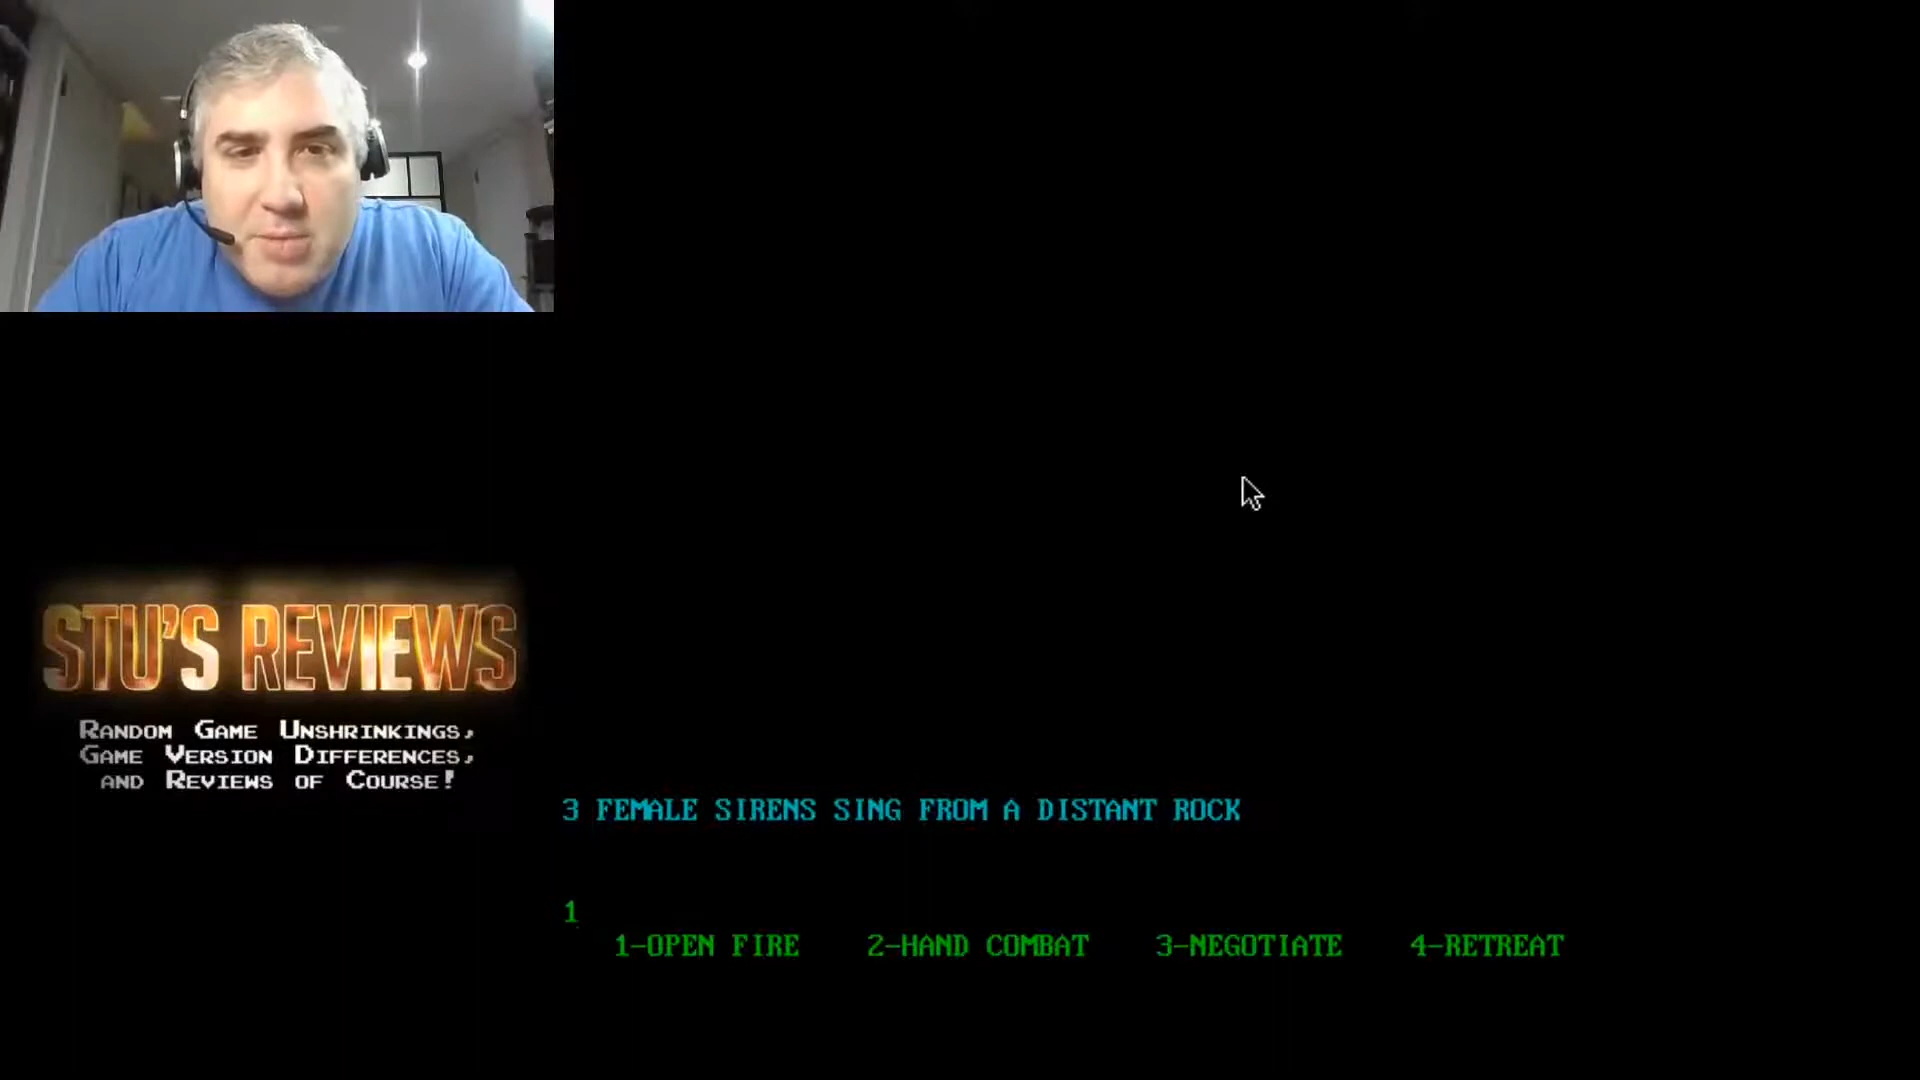 STU'S REVIEWS
RANDOM GAME UNSHRINKINGS,
GAME VERSION DIFFERENCES,
AND REVIEWS OF COURSE!
3 FEMALE SIRENS SING FROM A DISTANT ROCK
1
1-OPEN FIRE 2-HAND COMBAT 3-NEGOTIATE 4-RETREAT